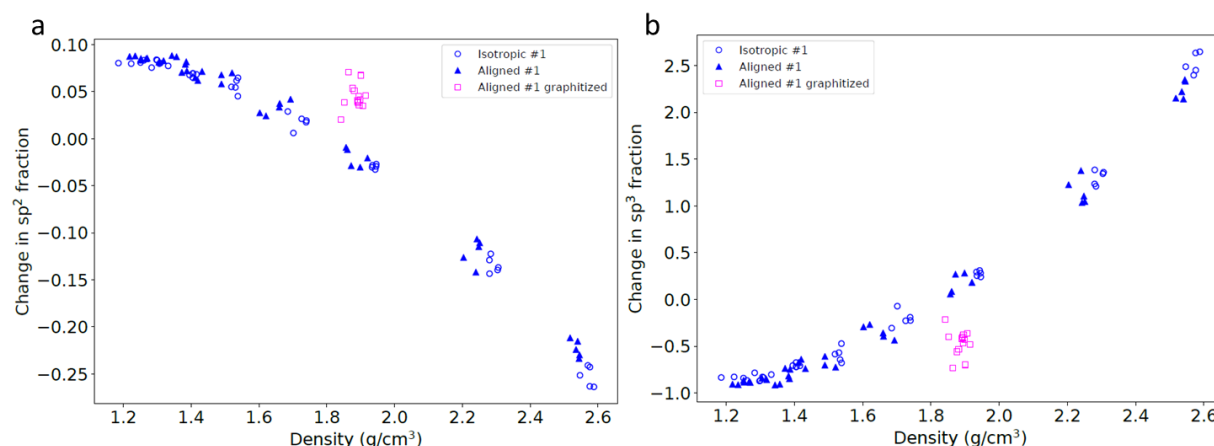 a
0.10
0.05
0.00
−0.05
−0.10
−0.15
−0.20
−0.25
Change in sp² fraction
Isotropic #1
Aligned #1
Aligned #1 graphitized
1.2 1.4 1.6 1.8 2.0 2.2 2.4 2.6
Density (g/cm³)
b
2.5
2.0
1.5
1.0
0.5
0.0
−0.5
−1.0
Change in sp³ fraction
Isotropic #1
Aligned #1
Aligned #1 graphitized
1.2 1.4 1.6 1.8 2.0 2.2 2.4 2.6
Density (g/cm³)